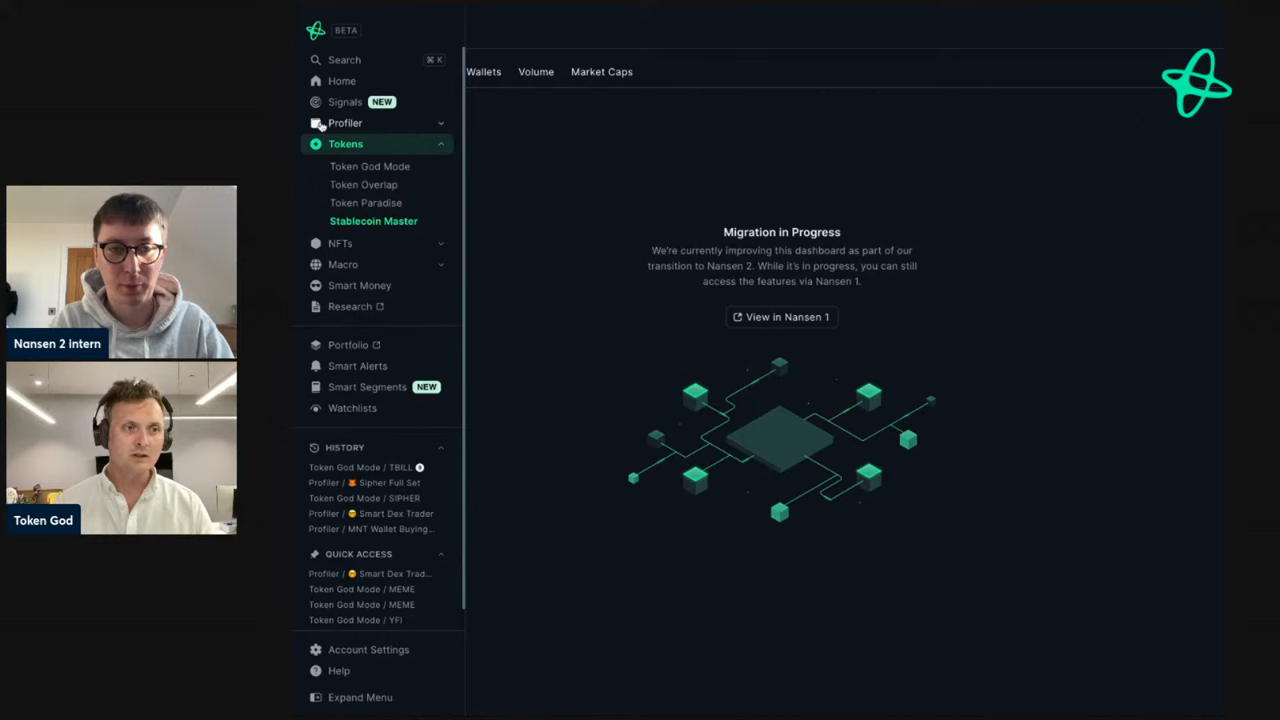 BETA
Search
⌘ K
Home
Signals NEW
Profiler
Tokens
Token God Mode
Token Overlap
Token Paradise
Stablecoin Master
NFTs
Macro
Smart Money
Research
Portfolio
Smart Alerts
Smart Segments NEW
Watchlists
HISTORY
Token God Mode / TBILL
Profiler / Sipher Full Set
Token God Mode / SIPHER
Profiler / Smart Dex Trader
Profiler / MNT Wallet Buying...
QUICK ACCESS
Profiler / Smart Dex Trad...
Token God Mode / MEME
Token God Mode / MEME
Token God Mode / YFI
Account Settings
Help
Expand Menu
Wallets Volume Market Caps
Migration in Progress
We're currently improving this dashboard as part of our
transition to Nansen 2. While it's in progress, you can still
access the features via Nansen 1.
View in Nansen 1
Nansen 2 Intern
Token God